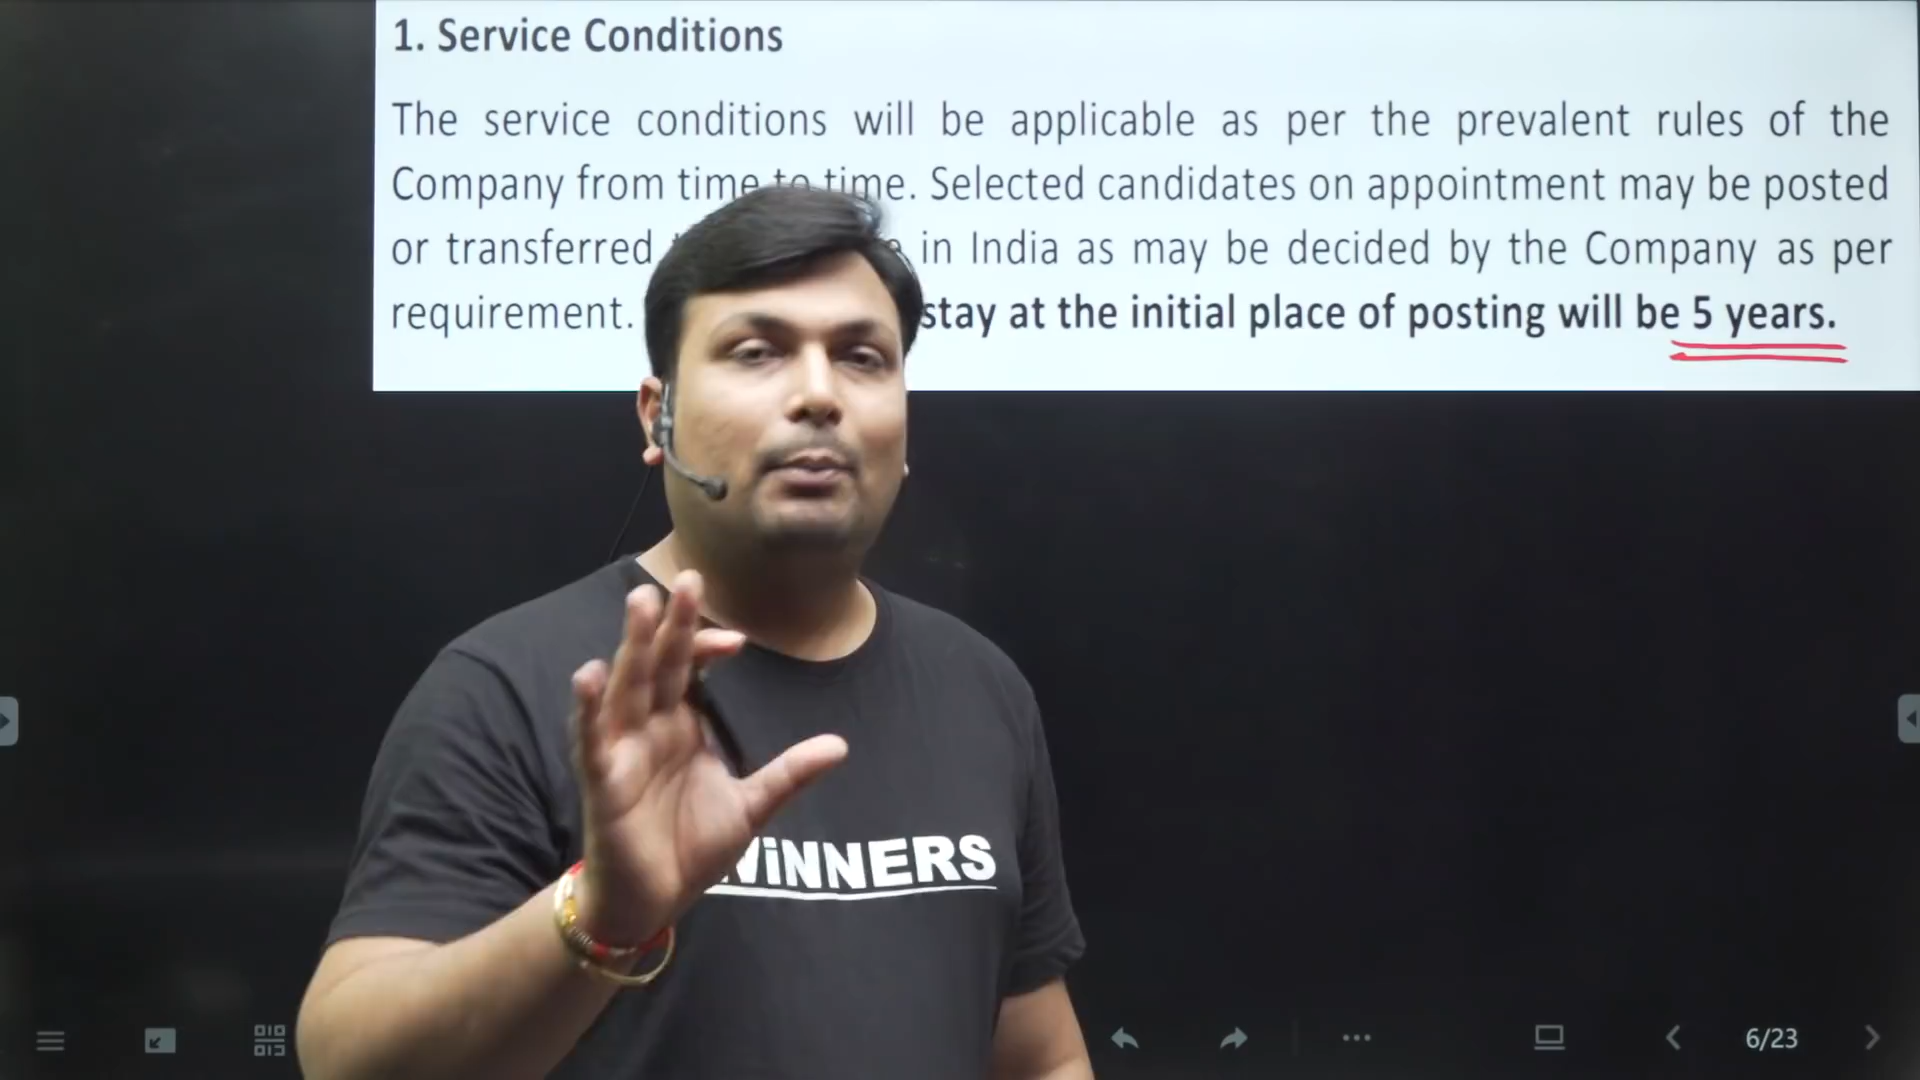 1. Service Conditions
The service conditions will be applicable as per the prevalent rules of the
Company from time to time. Selected candidates on appointment may be posted
or transferred in India as may be decided by the Company as per
requirement. stay at the initial place of posting will be 5 years.
WiNNERS
6/23